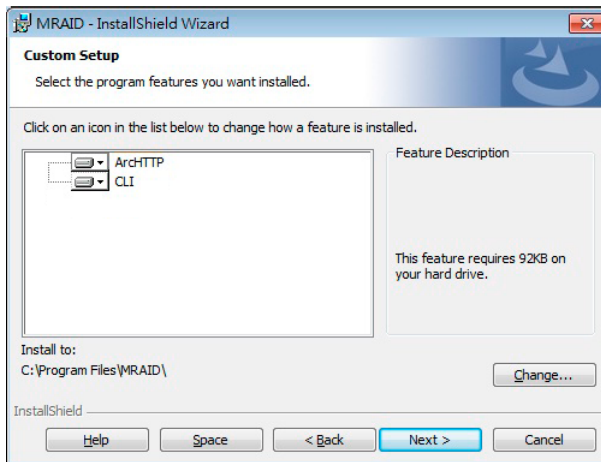 MRAID - InstallShield Wizard
Custom Setup
Select the program features you want installed.
Click on an icon in the list below to change how a feature is installed.
ArcHTTP
CLI
Feature Description
This feature requires 92KB on
your hard drive.
Install to:
C:\Program Files\MRAID\
Change...
InstallShield
Help
Space
< Back
Next >
Cancel